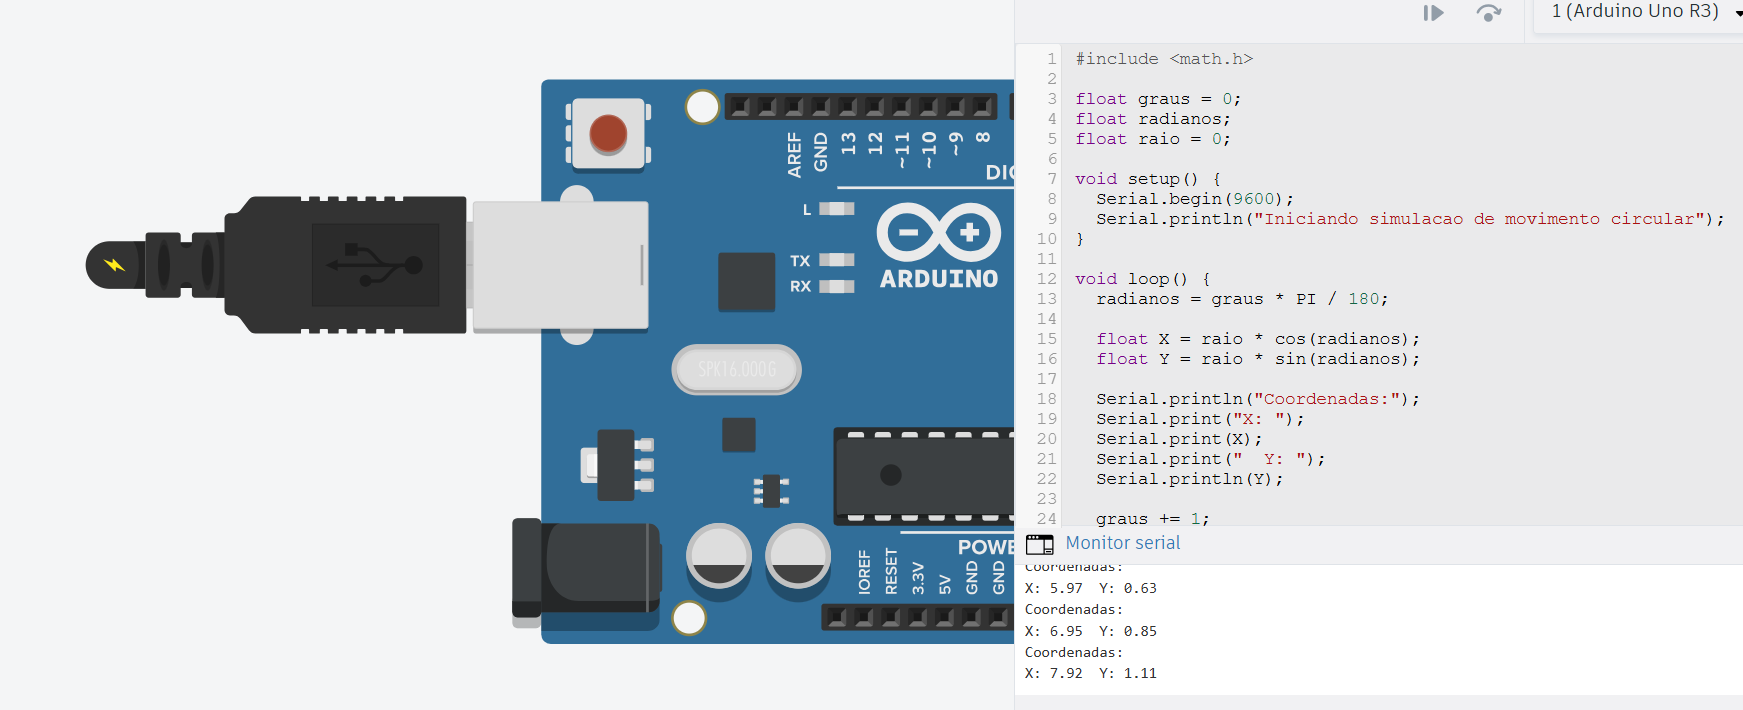 1 (Arduino Uno R3)
AREF
GND
13
12
~11
~10
~9
8
DIG
L
TX
RX
ARDUINO
SPK16.000G
POWE
IOREF
RESET
3.3V
5V
GND
GND
1 #include <math.h>
2
3 float graus = 0;
4 float radianos;
5 float raio = 0;
6
7 void setup() {
8 Serial.begin(9600);
9 Serial.println("Iniciando simulacao de movimento circular");
10 }
11
12 void loop() {
13 radianos = graus * PI / 180;
14
15 float X = raio * cos(radianos);
16 float Y = raio * sin(radianos);
17
18 Serial.println("Coordenadas:");
19 Serial.print("X: ");
20 Serial.print(X);
21 Serial.print("  Y: ");
22 Serial.println(Y);
23
24 graus += 1;
Monitor serial
Coordenadas:
X: 5.97  Y: 0.63
Coordenadas:
X: 6.95  Y: 0.85
Coordenadas:
X: 7.92  Y: 1.11